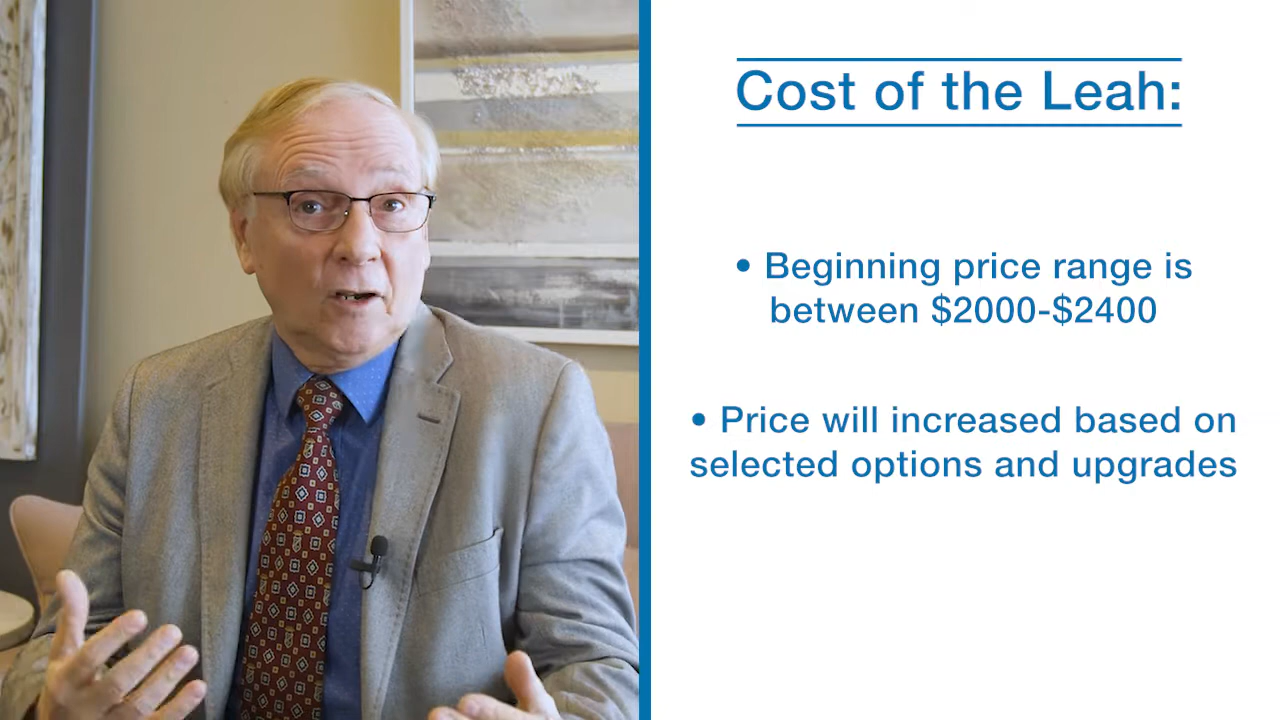 Cost of the Leah:
• Beginning price range is
between $2000-$2400
• Price will increased based on
selected options and upgrades